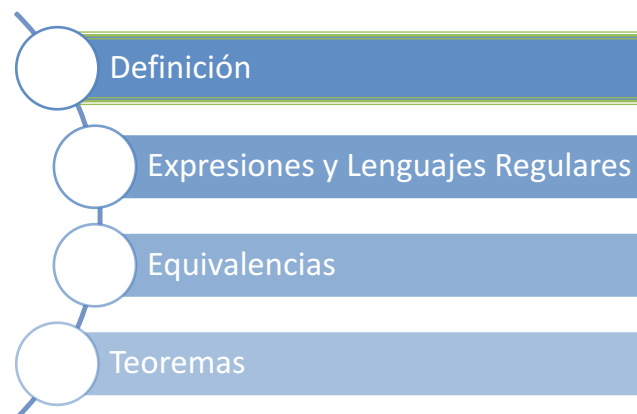 Definición
Expresiones y Lenguajes Regulares
Equivalencias
Teoremas